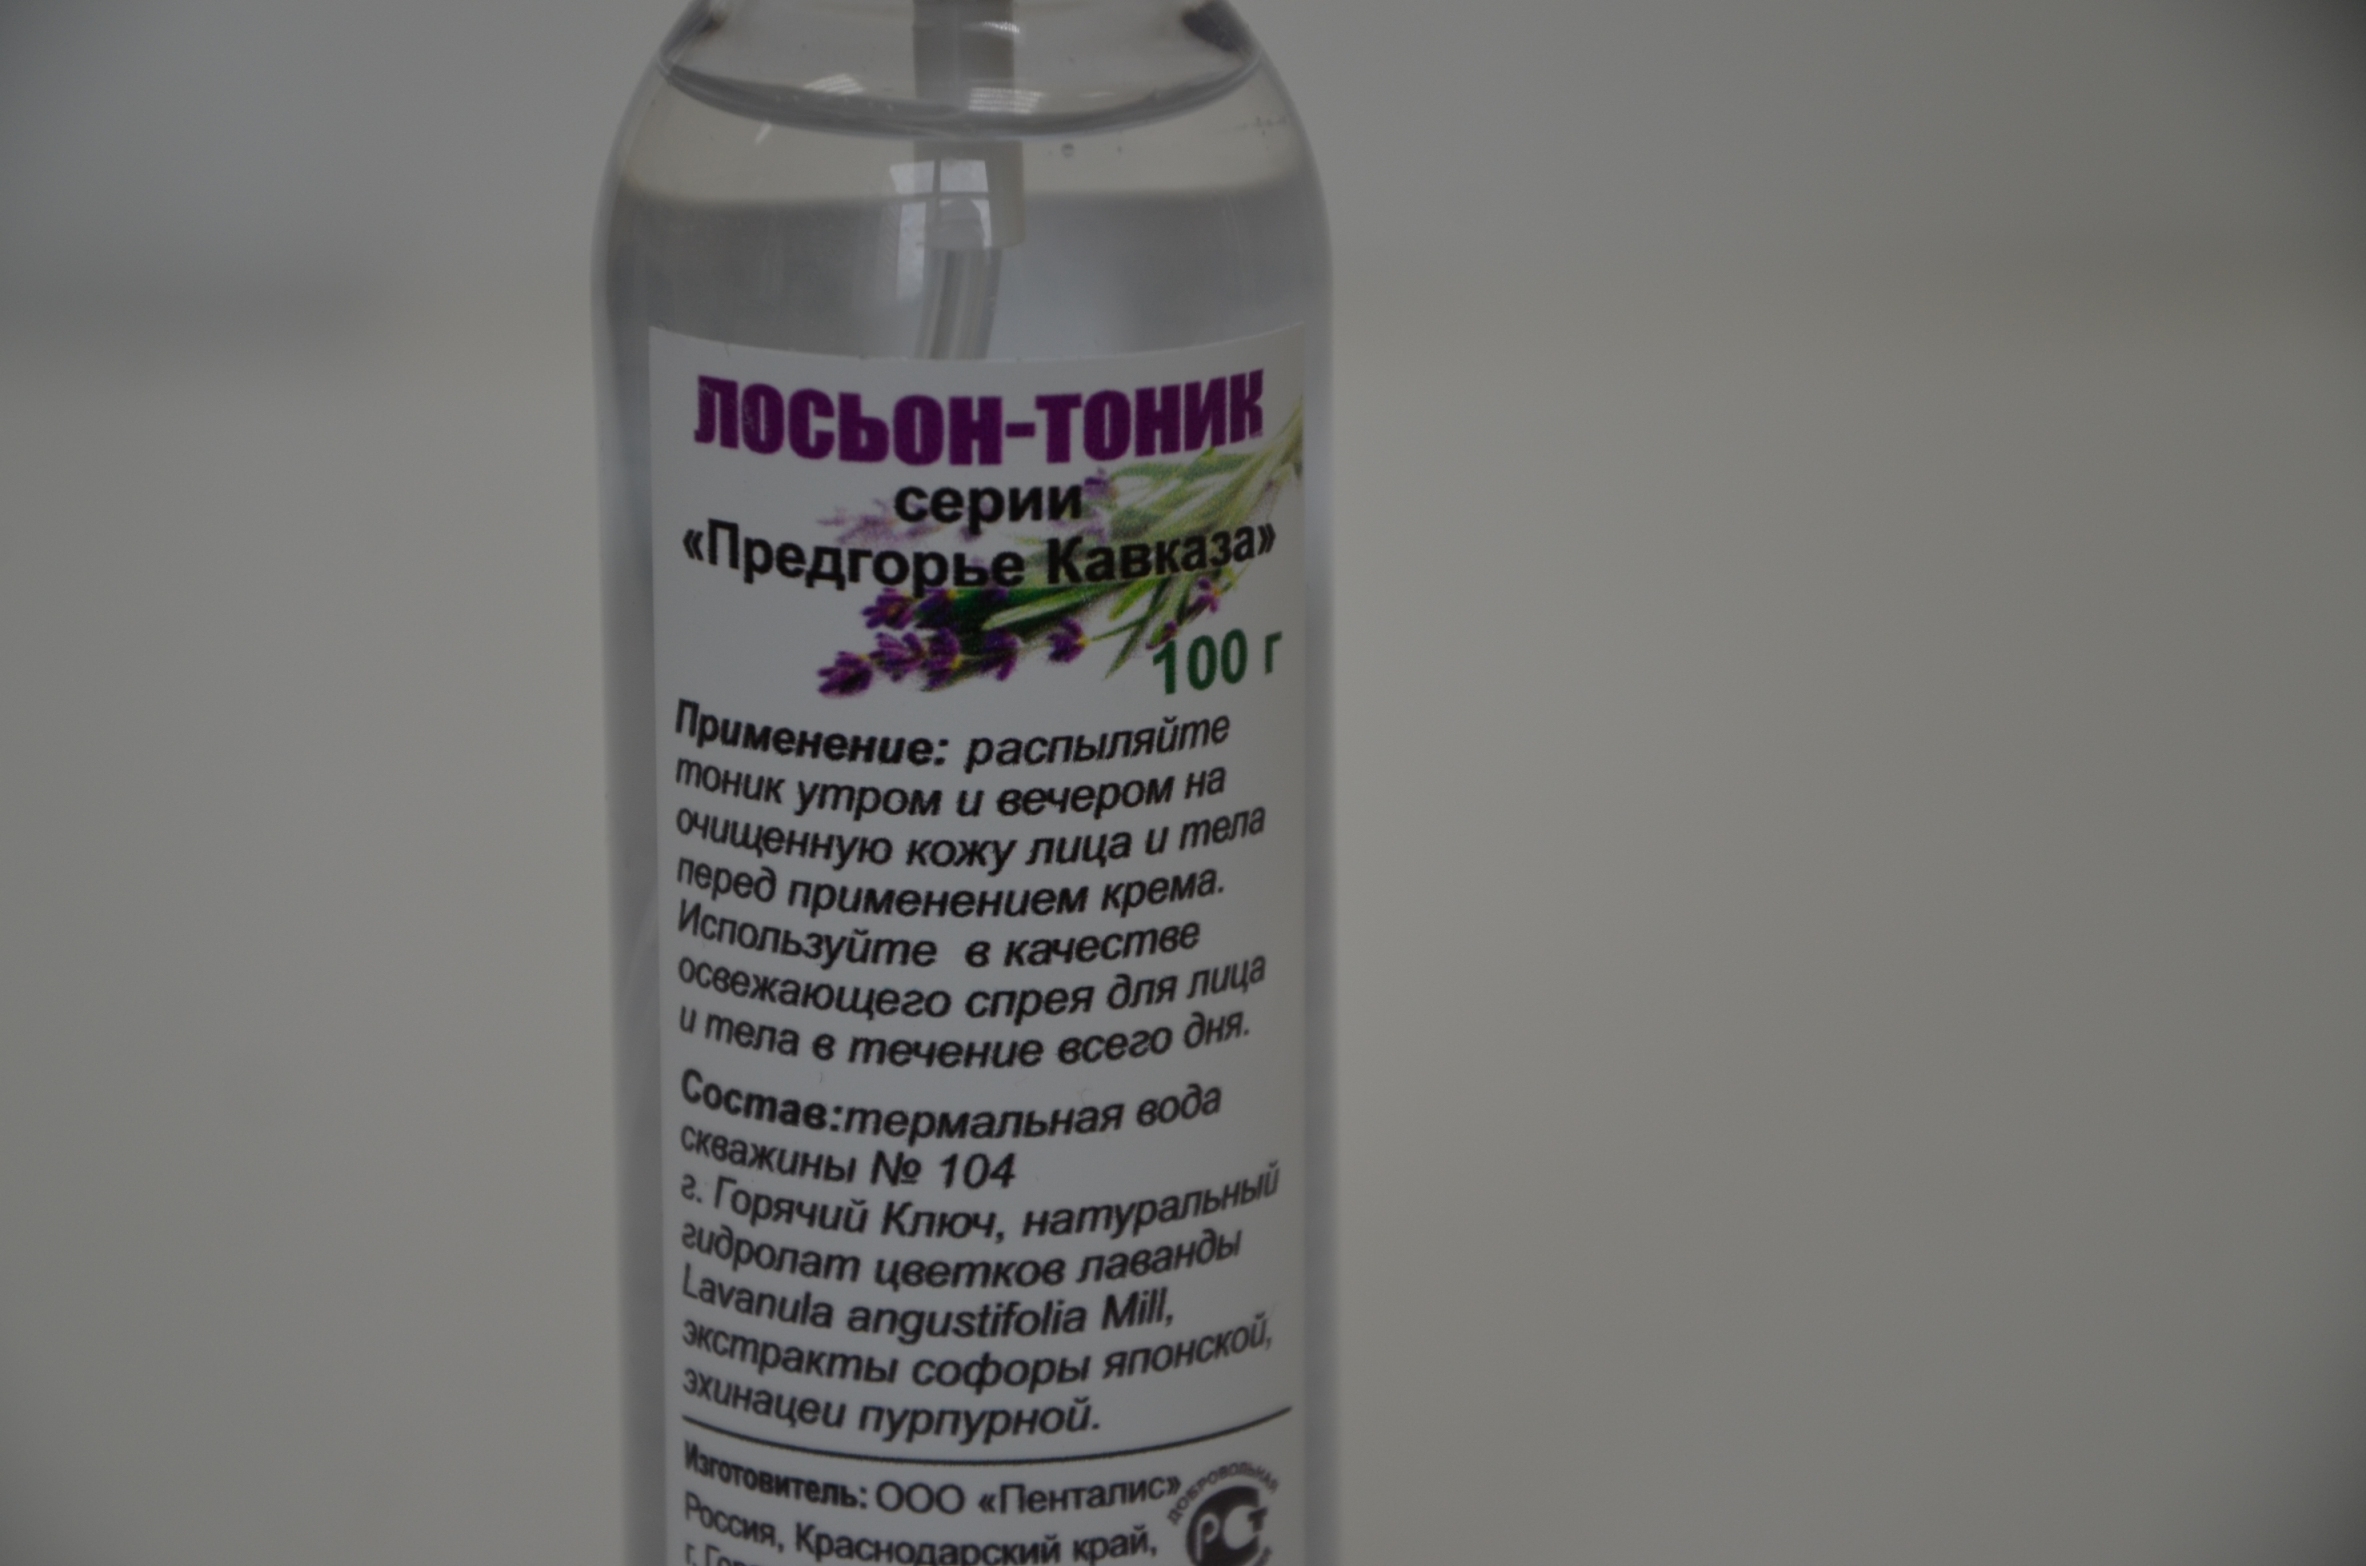 ЛОСЬОН-ТОНИК
серии
«Предгорье Кавказа»
100 г
Применение: распыляйте
тоник утром и вечером на
очищенную кожу лица и тела
перед применением крема.
Используйте в качестве
освежающего спрея для лица
и тела в течение всего дня.
Состав:термальная вода
скважины № 104
г. Горячий Ключ, натуральный
гидролат цветков лаванды
Lavanula angustifolia Mill,
экстракты софоры японской,
эхинацеи пурпурной.
Изготовитель: ООО «Пенталис»
Россия, Краснодарский край,
г.
ДОБРОВОЛЬНАЯ
РСТ